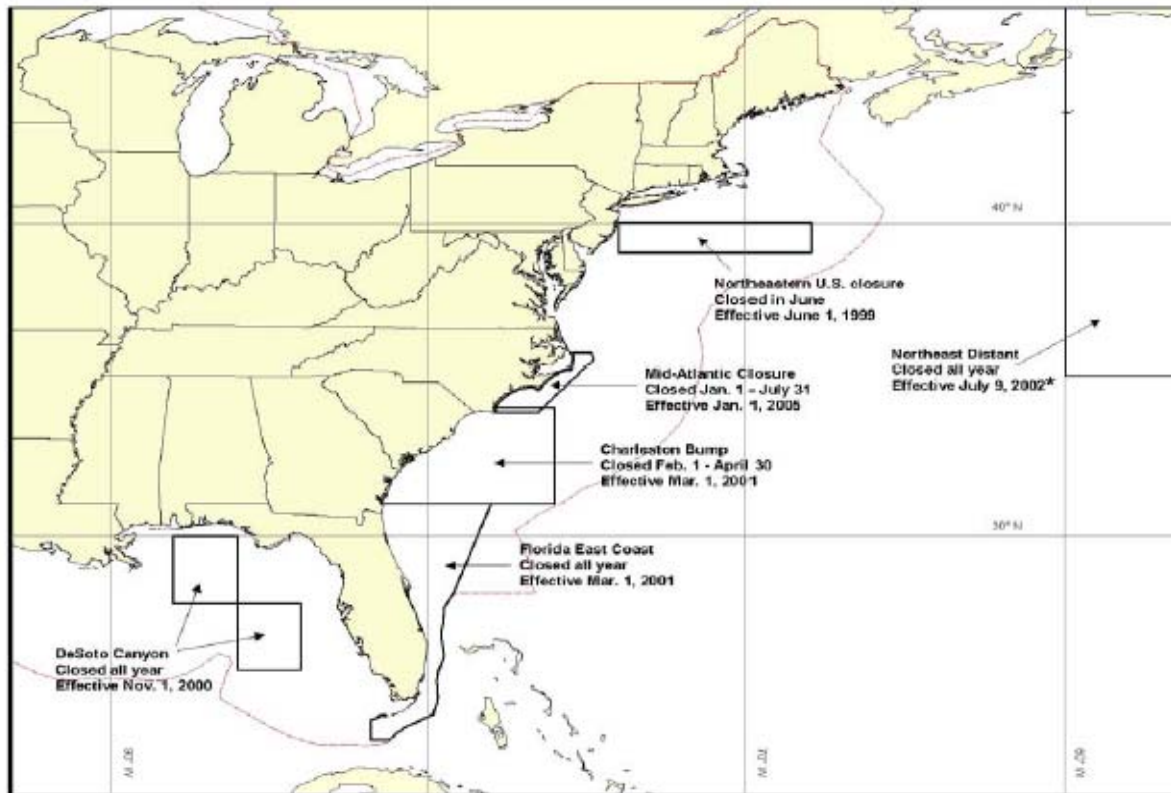 40° N
Northeastern U.S. closure
Closed in June
Effective June 1, 1999
Northeast Distant
Closed all year
Effective July 9, 2002*
Mid-Atlantic Closure
Closed Jan. 1 - July 31
Effective Jan. 1, 2005
Charleston Bump
Closed Feb. 1 - April 30
Effective Mar. 1, 2001
30° N
Florida East Coast
Closed all year
Effective Mar. 1, 2001
DeSoto Canyon
Closed all year
Effective Nov. 1, 2000
90° W
70° W
60° W